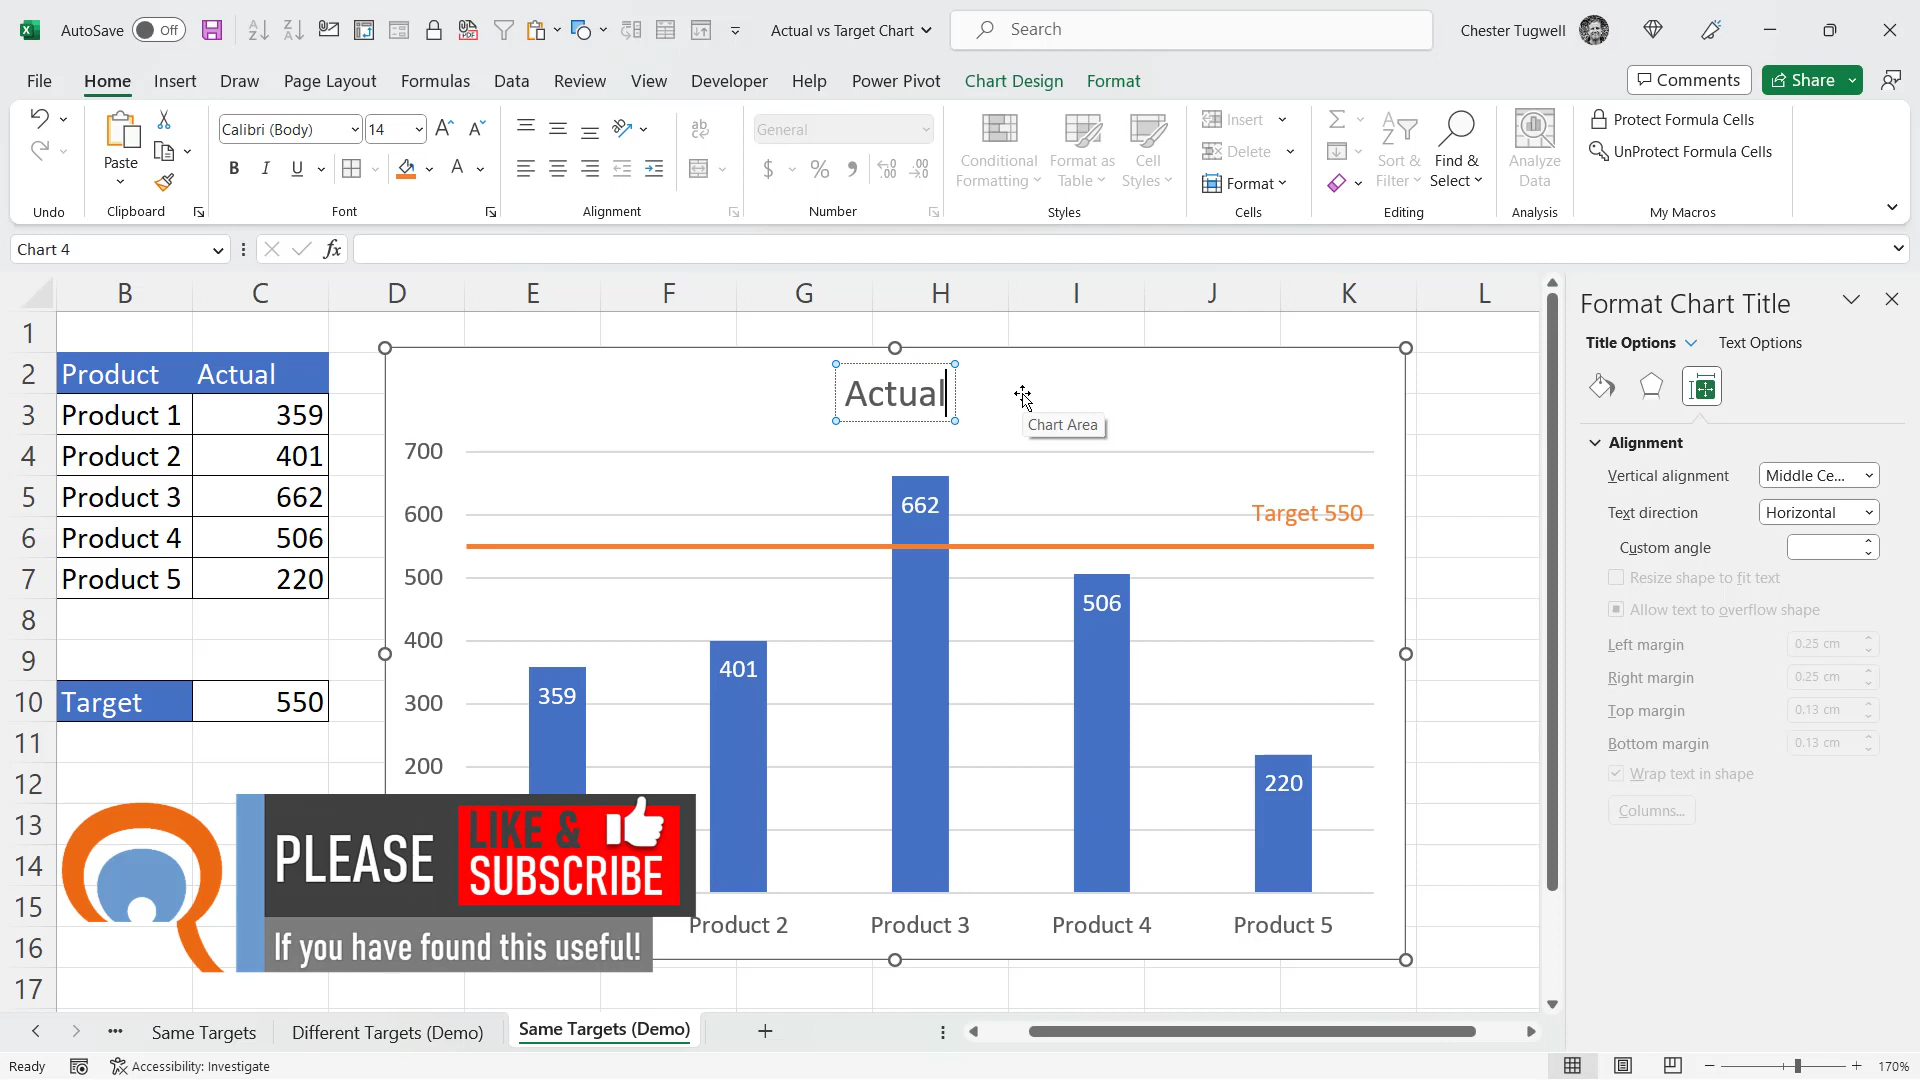 AutoSave Off Actual vs Target Chart Search Chester Tugwell
File Home Insert Draw Page Layout Formulas Data Review View Developer Help Power Pivot Chart Design Format Comments Share
Calibri (Body) 14 General
Paste
Conditional Formatting
Format as Table
Cell Styles
Insert
Delete
Format
Sort & Filter
Find & Select
Analyze Data
Protect Formula Cells
UnProtect Formula Cells
Undo Clipboard Font Alignment Number Styles Cells Editing Analysis My Macros
Chart 4 fx
B C D E F G H I J K L
1
2 Product Actual
3 Product 1 359
4 Product 2 401
5 Product 3 662
6 Product 4 506
7 Product 5 220
8
9
10 Target 550
11
12
13
14
15
16
17
Actual
Chart Area
700
600
500
400
300
200
Target 550
359
401
662
506
220
Product 2 Product 3 Product 4 Product 5
PLEASE LIKE & SUBSCRIBE
If you have found this useful!
Format Chart Title
Title Options Text Options
Alignment
Vertical alignment Middle Ce...
Text direction Horizontal
Custom angle
Resize shape to fit text
Allow text to overflow shape
Left margin 0.25 cm
Right margin 0.25 cm
Top margin 0.13 cm
Bottom margin 0.13 cm
Wrap text in shape
Columns...
Same Targets Different Targets (Demo) Same Targets (Demo)
Ready Accessibility: Investigate 170%